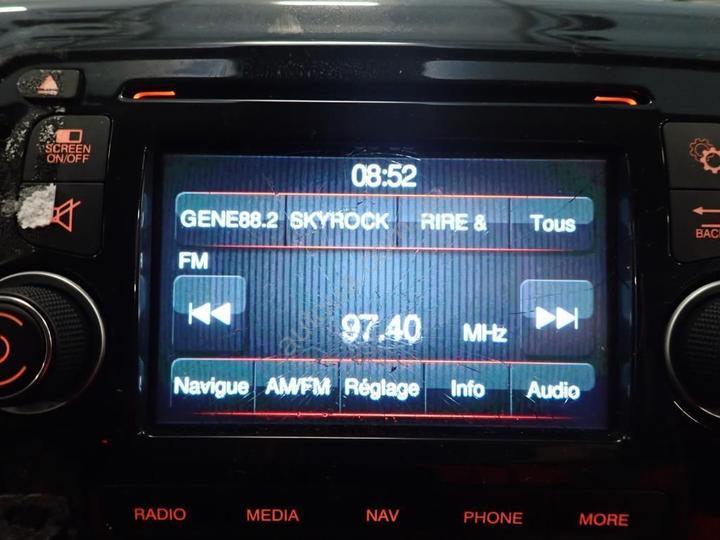 SCREEN
ON/OFF
08:52
GENE88.2 SKYROCK RIRE & Tous
FM
97.40 MHz
BACK
Navigue AM/FM Réglage Info Audio
RADIO MEDIA NAV PHONE MORE